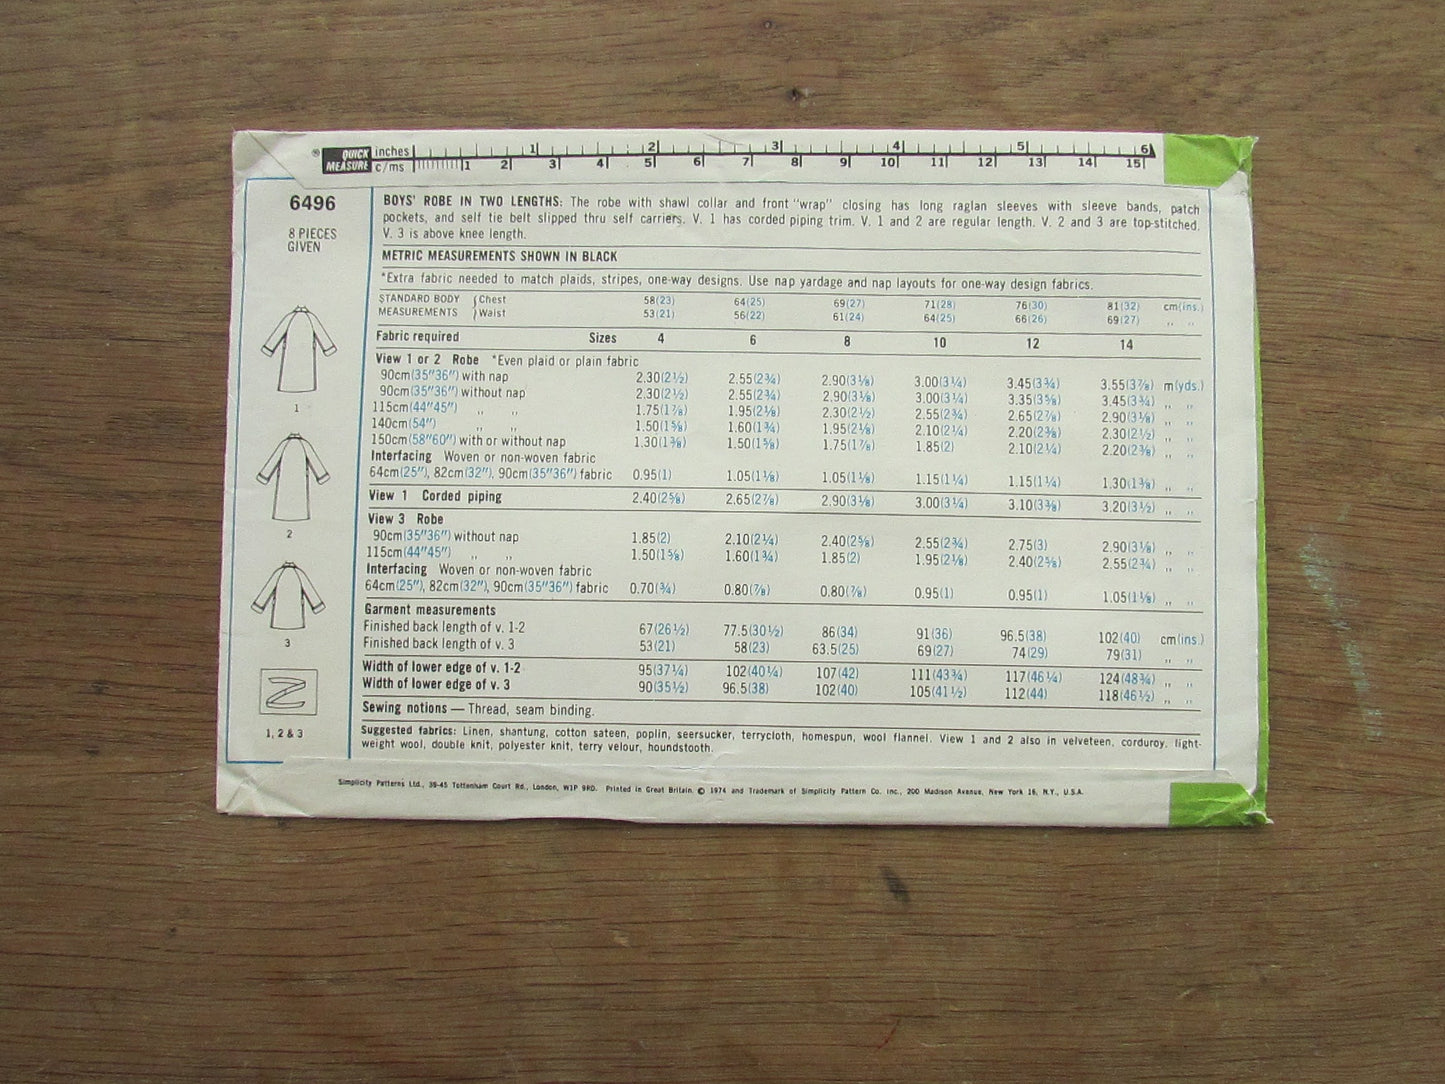 QUICK MEASURE inches 1 2 3 4 5 6
c/ms 1 2 3 4 5 6 7 8 9 10 11 12 13 14 15
6496
8 PIECES
GIVEN
BOYS' ROBE IN TWO LENGTHS: The robe with shawl collar and front "wrap" closing has long raglan sleeves with sleeve bands, patch
pockets, and self tie belt slipped thru self carriers. V. 1 has corded piping trim. V. 1 and 2 are regular length. V. 2 and 3 are top-stitched.
V. 3 is above knee length.
METRIC MEASUREMENTS SHOWN IN BLACK
*Extra fabric needed to match plaids, stripes, one-way designs. Use nap yardage and nap layouts for one-way design fabrics.
STANDARD BODY { Chest 58(23) 64(25) 69(27) 71(28) 76(30) 81(32) cm(ins.)
MEASUREMENTS { Waist 53(21) 56(22) 61(24) 64(25) 66(26) 69(27) ,, ,,
Fabric required Sizes 4 6 8 10 12 14
View 1 or 2 Robe *Even plaid or plain fabric
90cm(35"36") with nap 2.30(2½) 2.55(2¾) 2.90(3⅛) 3.00(3¼) 3.45(3¾) 3.55(3⅞) m(yds.)
90cm(35"36") without nap 2.30(2½) 2.55(2¾) 2.90(3⅛) 3.00(3¼) 3.35(3⅝) 3.45(3¾) ,, ,,
115cm(44"45") ,, ,, 1.75(1⅞) 1.95(2⅛) 2.30(2½) 2.55(2¾) 2.65(2⅞) 2.90(3⅛) ,, ,,
140cm(54") ,, ,, 1.50(1⅝) 1.60(1¾) 1.95(2⅛) 2.10(2¼) 2.20(2⅜) 2.30(2½) ,, ,,
150cm(58"60") with or without nap 1.30(1⅜) 1.50(1⅝) 1.75(1⅞) 1.85(2) 2.10(2¼) 2.20(2⅜) ,, ,,
Interfacing Woven or non-woven fabric
64cm(25"), 82cm(32"), 90cm(35"36") fabric 0.95(1) 1.05(1⅛) 1.05(1⅛) 1.15(1¼) 1.15(1¼) 1.30(1⅜) ,, ,,
View 1 Corded piping 2.40(2⅝) 2.65(2⅞) 2.90(3⅛) 3.00(3¼) 3.10(3⅜) 3.20(3½) ,, ,,
View 3 Robe
90cm(35"36") without nap 1.85(2) 2.10(2¼) 2.40(2⅝) 2.55(2¾) 2.75(3) 2.90(3⅛) ,, ,,
115cm(44"45") ,, ,, 1.50(1⅝) 1.60(1¾) 1.85(2) 1.95(2⅛) 2.40(2⅝) 2.55(2¾) ,, ,,
Interfacing Woven or non-woven fabric
64cm(25"), 82cm(32"), 90cm(35"36") fabric 0.70(¾) 0.80(⅞) 0.80(⅞) 0.95(1) 0.95(1) 1.05(1⅛) ,, ,,
Garment measurements
Finished back length of v. 1-2 67(26½) 77.5(30½) 86(34) 91(36) 96.5(38) 102(40) cm(ins.)
Finished back length of v. 3 53(21) 58(23) 63.5(25) 69(27) 74(29) 79(31) ,, ,,
Width of lower edge of v. 1-2 95(37¼) 102(40¼) 107(42) 111(43¾) 117(46¼) 124(48¾) ,, ,,
Width of lower edge of v. 3 90(35½) 96.5(38) 102(40) 105(41½) 112(44) 118(46½) ,, ,,
Sewing notions — Thread, seam binding.
Suggested fabrics: Linen, shantung, cotton sateen, poplin, seersucker, terrycloth, homespun, wool flannel. View 1 and 2 also in velveteen, corduroy, light-
weight wool, double knit, polyester knit, terry velour, houndstooth.
1
2
3
1, 2 & 3
Simplicity Patterns Ltd., 39-45 Tottenham Court Rd., London, W1P 9RD. Printed in Great Britain. © 1974 and Trademark of Simplicity Pattern Co. Inc., 200 Madison Avenue, New York 16, N.Y., U.S.A.